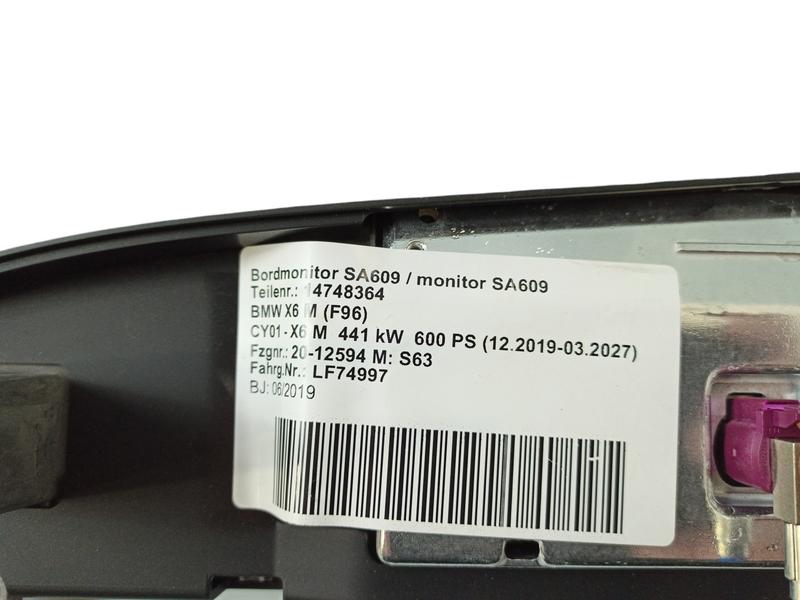 Bordmonitor SA609 / monitor SA609
Teilenr.: 14748364
BMW X6 M (F96)
CY01 - X6 M 441 kW 600 PS (12.2019-03.2027)
Fzgnr.: 20-12594 M: S63
Fahrg.Nr.: LF74997
BJ: 06/2019